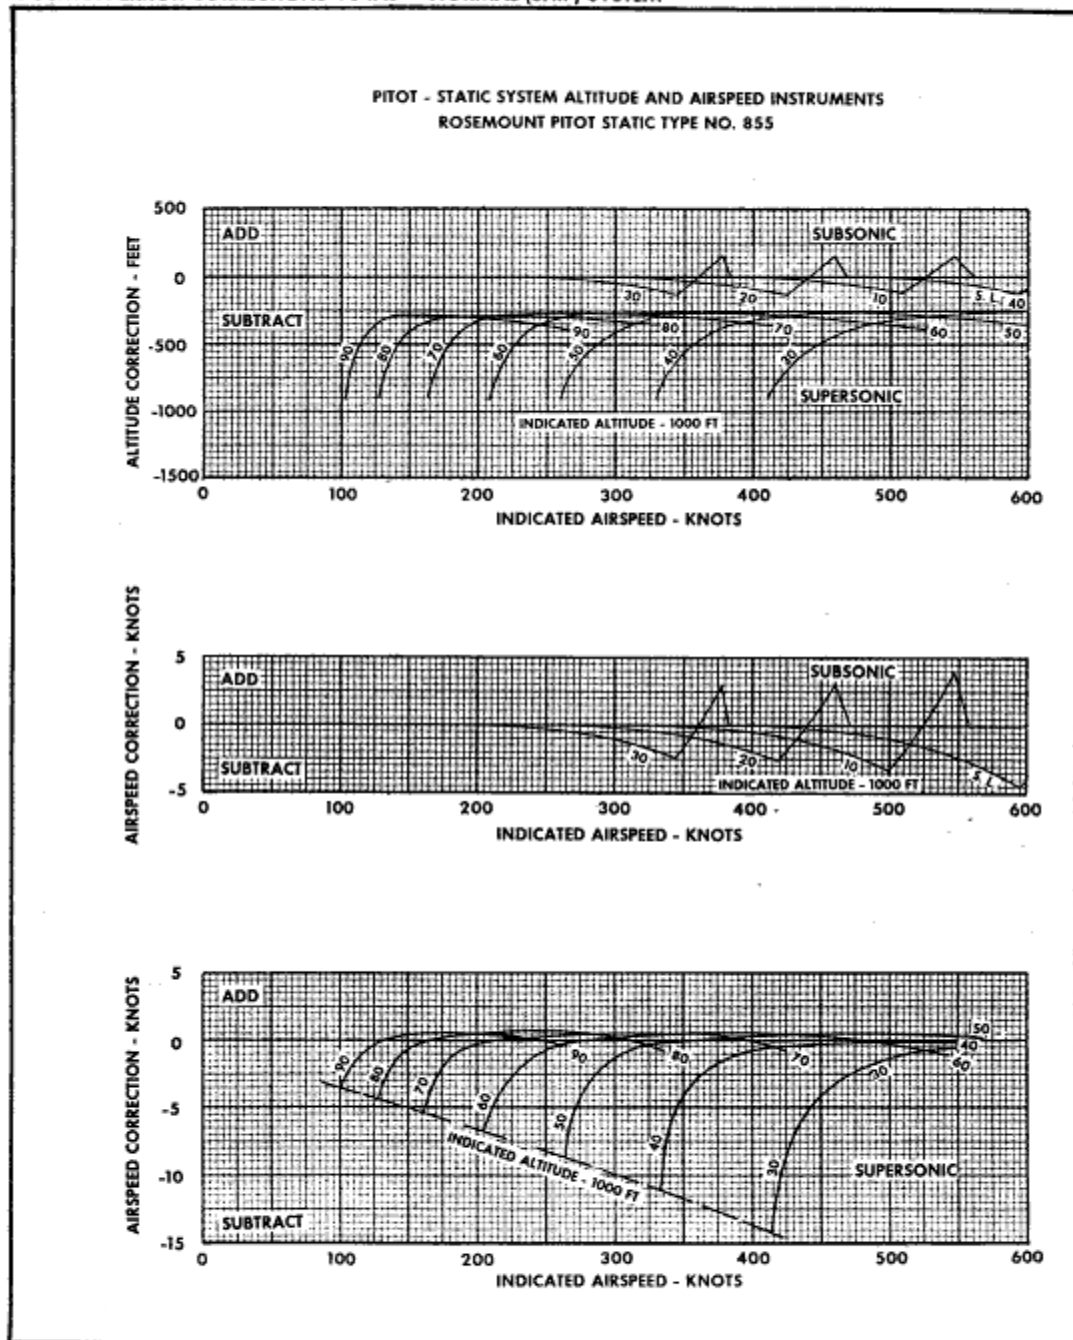 PITOT - STATIC SYSTEM ALTITUDE AND AIRSPEED INSTRUMENTS
ROSEMOUNT PITOT STATIC TYPE NO. 855
ALTITUDE CORRECTION - FEET
500
0
-500
-1000
-1500
ADD
SUBTRACT
SUBSONIC
30
20
10
S. L.
40
90
80
70
60
50
90
80
70
60
50
40
30
SUPERSONIC
INDICATED ALTITUDE - 1000 FT
0 100 200 300 400 500 600
INDICATED AIRSPEED - KNOTS
AIRSPEED CORRECTION - KNOTS
5
0
-5
ADD
SUBTRACT
SUBSONIC
30
20
10
S. L.
INDICATED ALTITUDE - 1000 FT
0 100 200 300 400 500 600
INDICATED AIRSPEED - KNOTS
AIRSPEED CORRECTION - KNOTS
5
0
-5
-10
-15
ADD
SUBTRACT
90
80
70
60
50
40
30
90
80
70
30
50
40
60
INDICATED ALTITUDE - 1000 FT
SUPERSONIC
0 100 200 300 400 500 600
INDICATED AIRSPEED - KNOTS